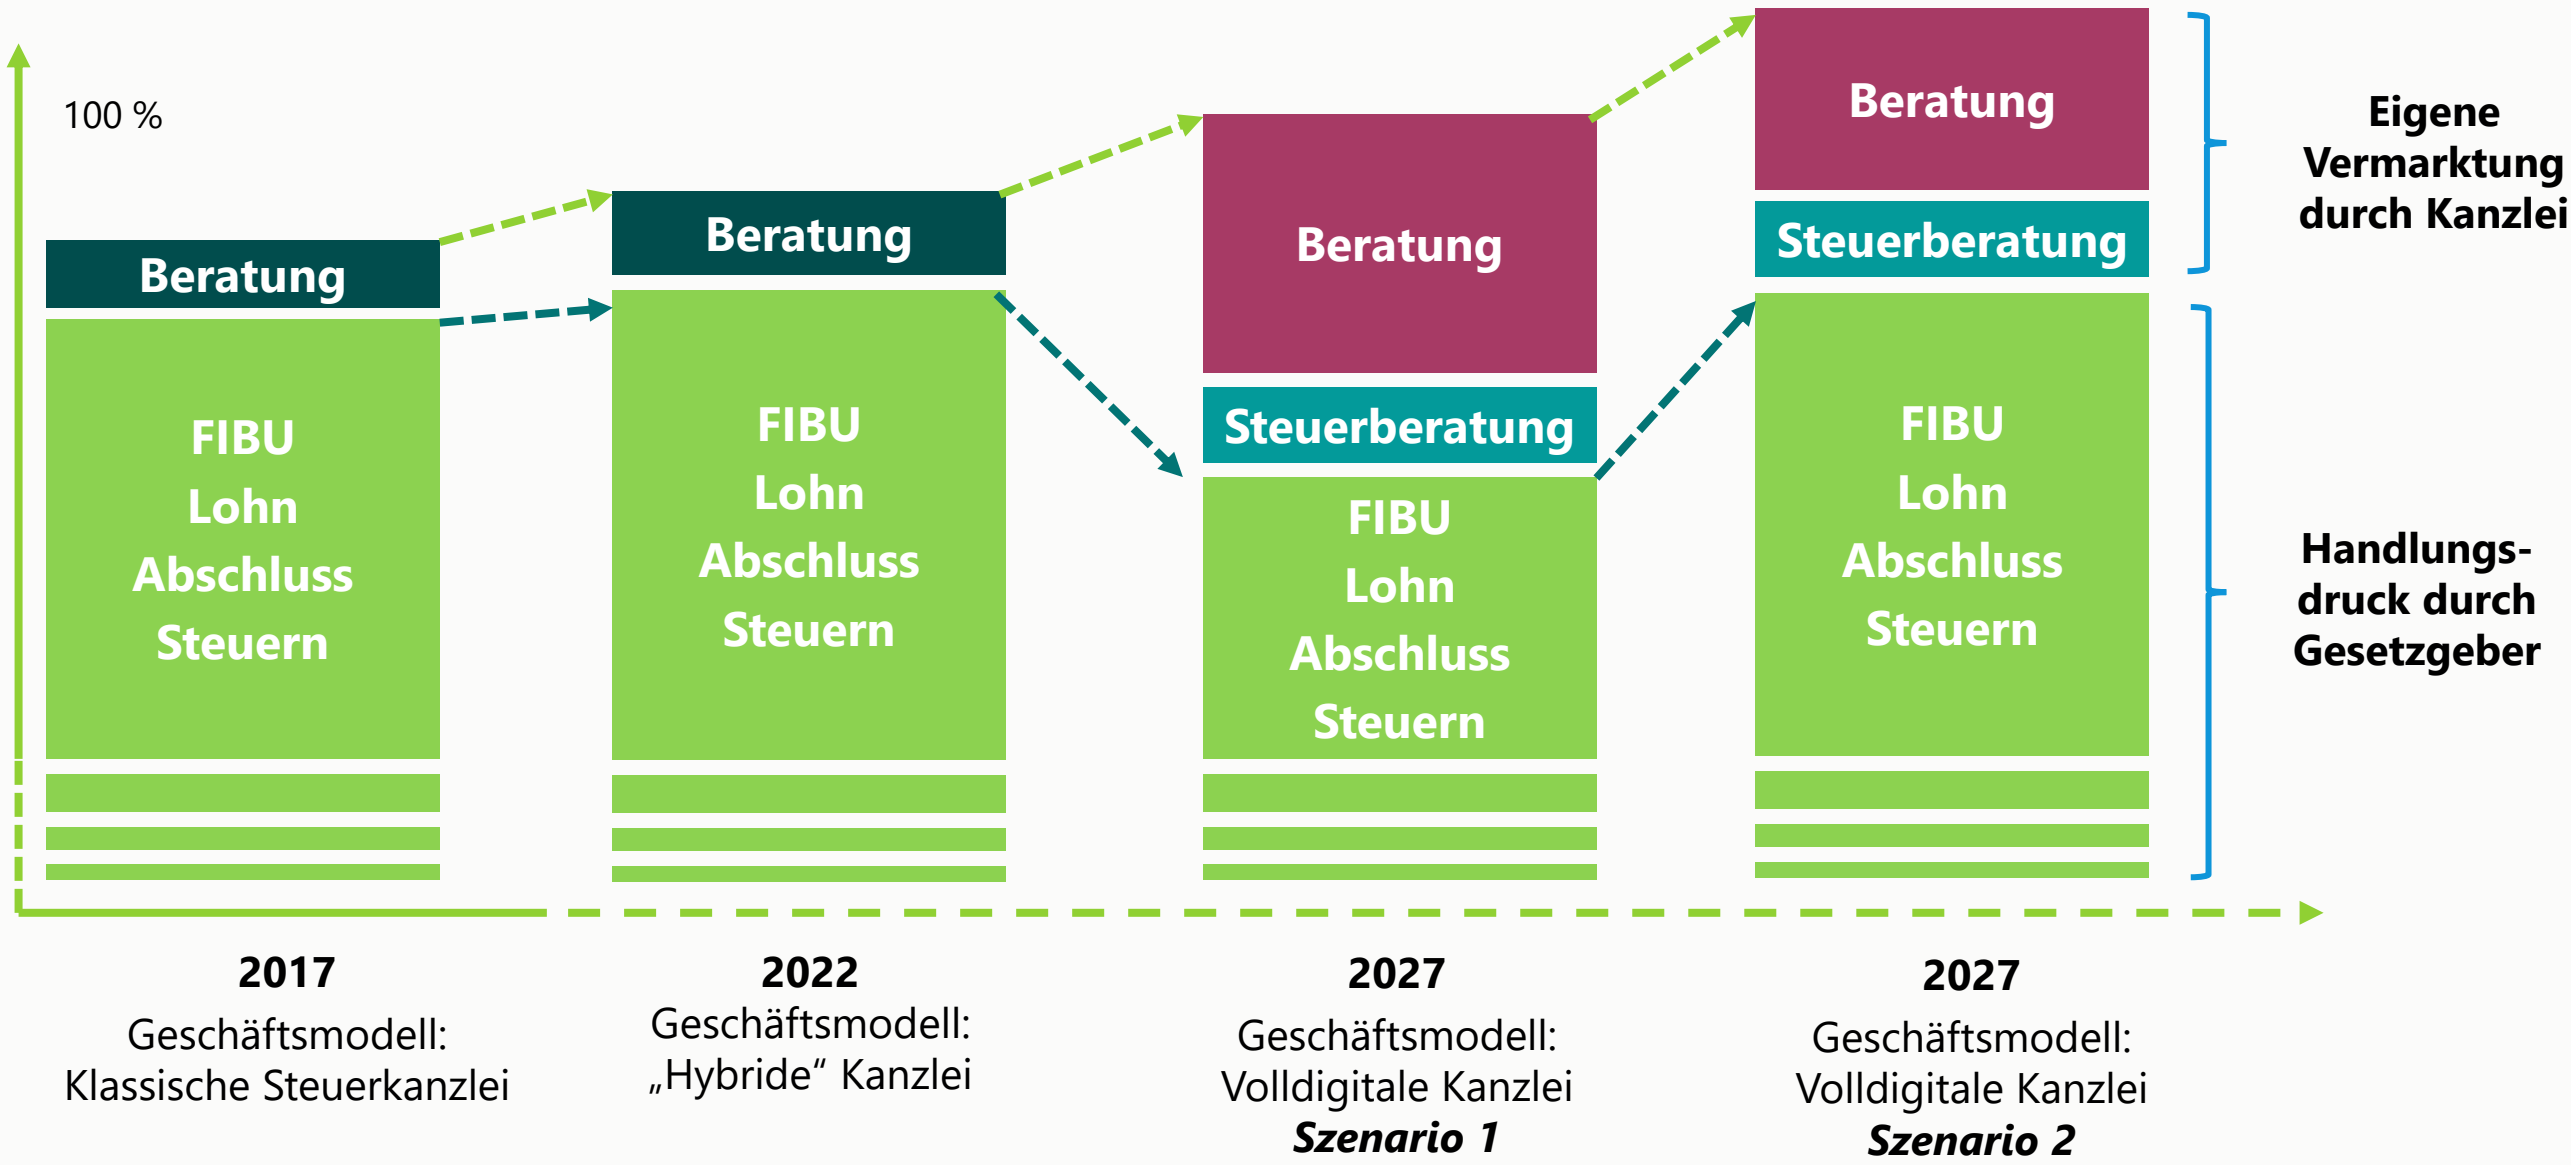 100 %
Beratung
FIBU
Lohn
Abschluss
Steuern
Beratung
FIBU
Lohn
Abschluss
Steuern
Beratung
Steuerberatung
FIBU
Lohn
Abschluss
Steuern
Beratung
Steuerberatung
FIBU
Lohn
Abschluss
Steuern
Eigene
Vermarktung
durch Kanzlei
Handlungs-
druck durch
Gesetzgeber
2017
Geschäftsmodell:
Klassische Steuerkanzlei
2022
Geschäftsmodell:
„Hybride“ Kanzlei
2027
Geschäftsmodell:
Volldigitale Kanzlei
Szenario 1
2027
Geschäftsmodell:
Volldigitale Kanzlei
Szenario 2